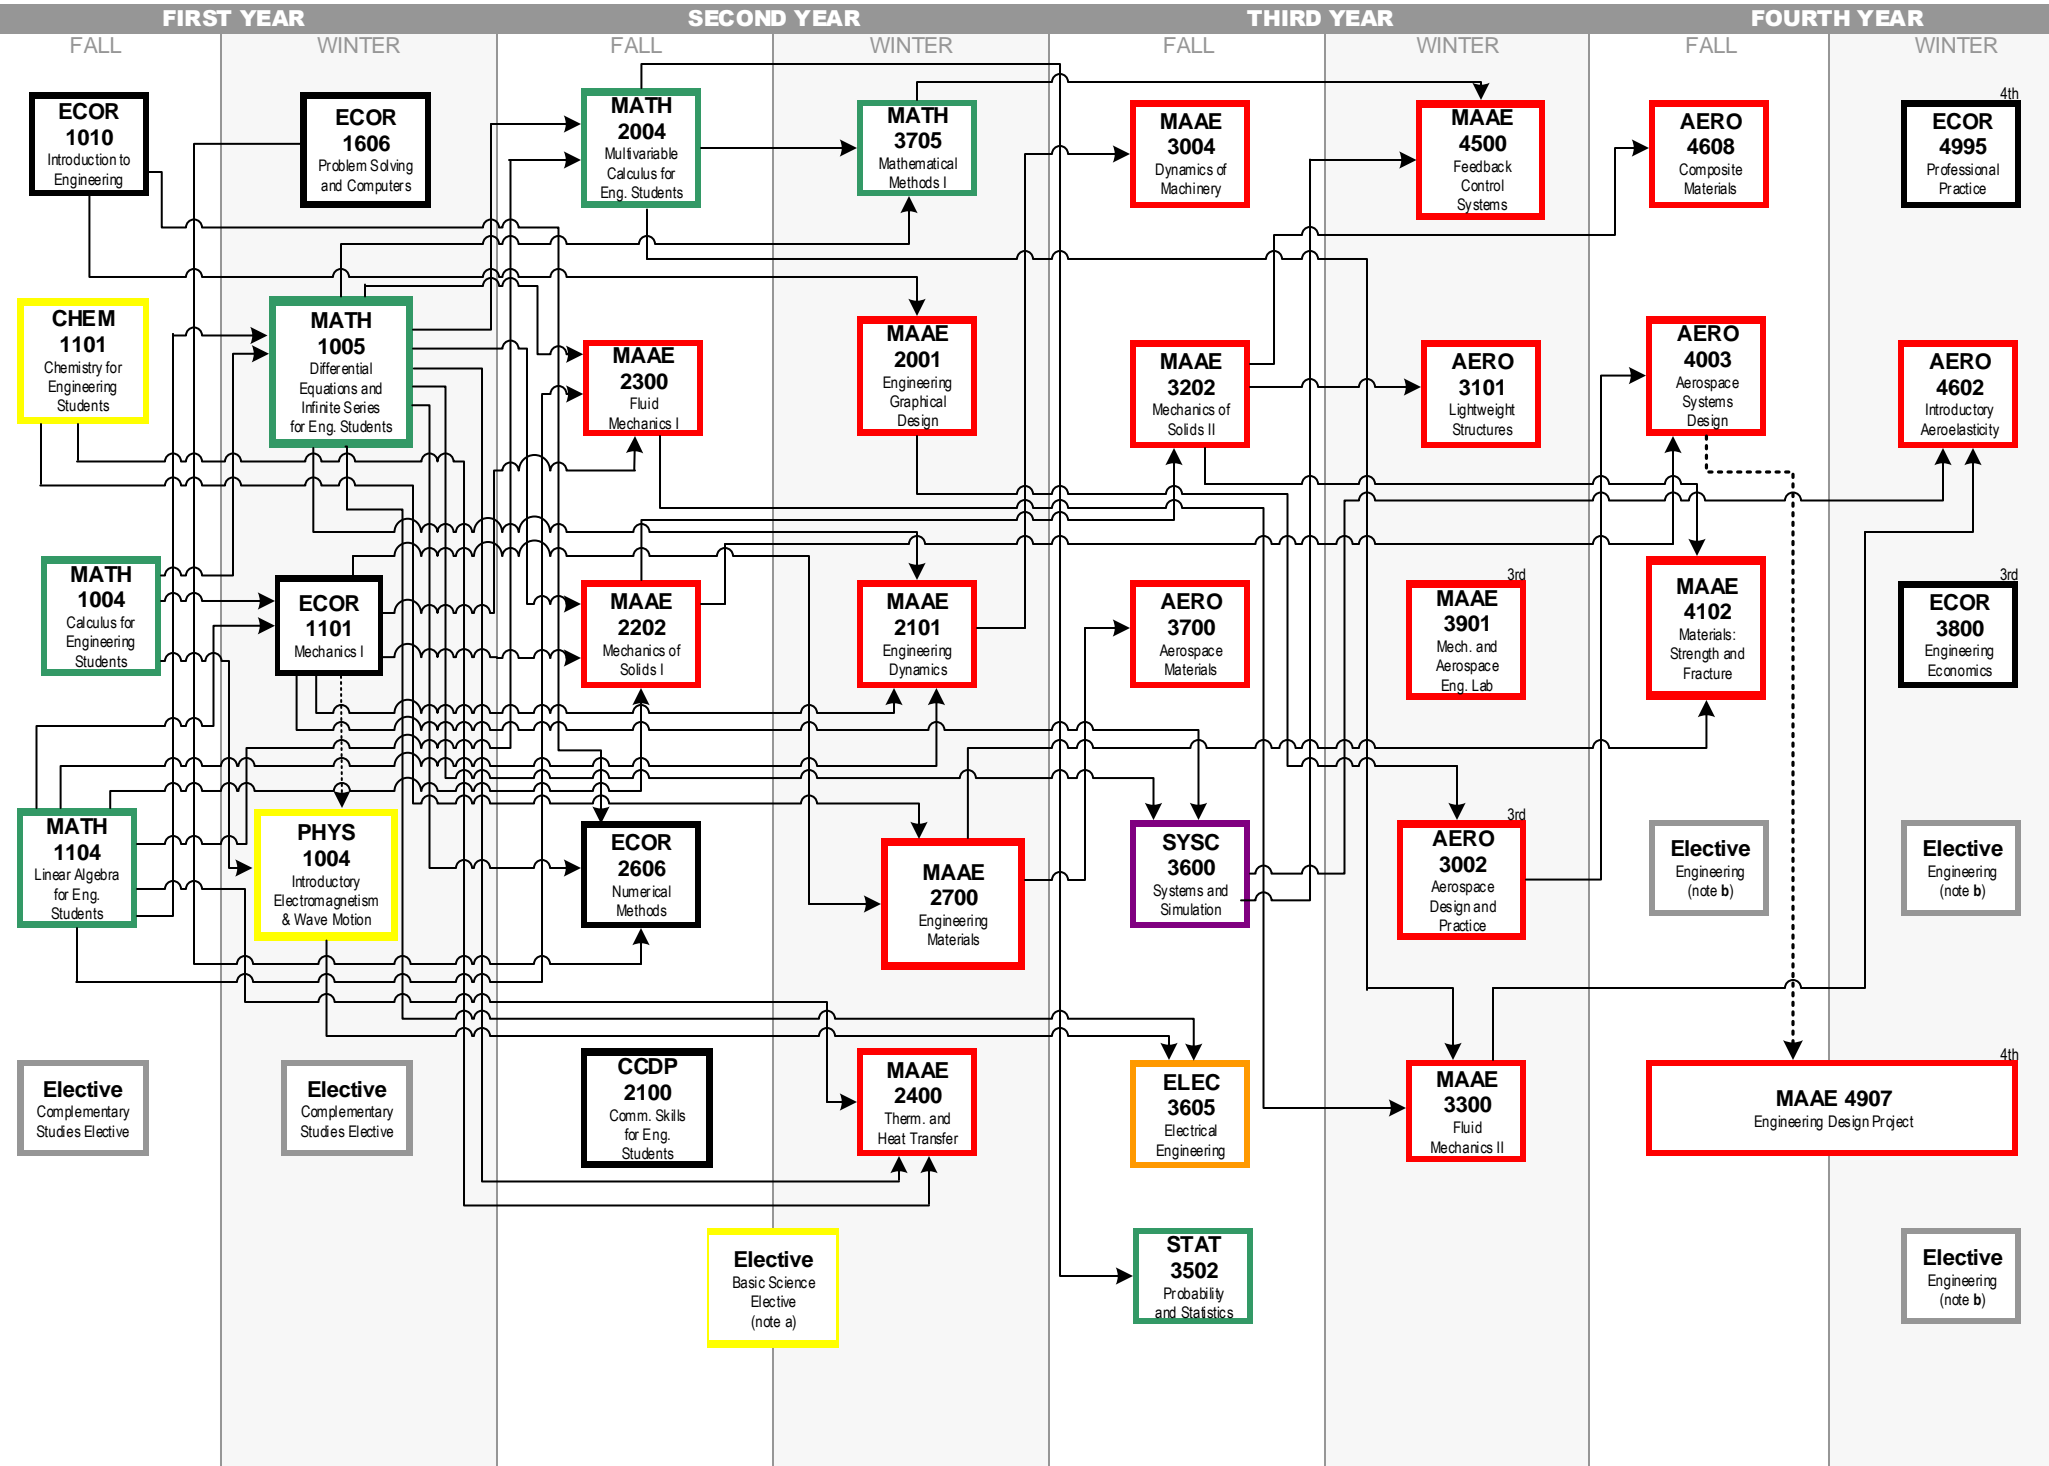 FIRST YEAR
SECOND YEAR
THIRD YEAR
FOURTH YEAR
FALL
WINTER
FALL
WINTER
FALL
WINTER
FALL
WINTER
ECOR
1010
Introduction to
Engineering
CHEM
1101
Chemistry for
Engineering
Students
MATH
1004
Calculus for
Engineering
Students
MATH
1104
Linear Algebra
for Eng.
Students
Elective
Complementary
Studies Elective
ECOR
1606
Problem Solving
and Computers
MATH
1005
Differential
Equations and
Infinite Series
for Eng. Students
ECOR
1101
Mechanics I
PHYS
1004
Introductory
Electromagnetism
& Wave Motion
Elective
Complementary
Studies Elective
MATH
2004
Multivariable
Calculus for
Eng. Students
MAAE
2300
Fluid
Mechanics I
MAAE
2202
Mechanics of
Solids I
ECOR
2606
Numerical
Methods
CCDP
2100
Comm. Skills
for Eng.
Students
Elective
Basic Science
Elective
(note a)
MATH
3705
Mathematical
Methods I
MAAE
2001
Engineering
Graphical
Design
MAAE
2101
Engineering
Dynamics
MAAE
2700
Engineering
Materials
MAAE
2400
Therm. and
Heat Transfer
MAAE
3004
Dynamics of
Machinery
MAAE
3202
Mechanics of
Solids II
AERO
3700
Aerospace
Materials
SYSC
3600
Systems and
Simulation
ELEC
3605
Electrical
Engineering
STAT
3502
Probability
and Statistics
MAAE
4500
Feedback
Control
Systems
AERO
3101
Lightweight
Structures
3rd
MAAE
3901
Mech. and
Aerospace
Eng. Lab
3rd
AERO
3002
Aerospace
Design and
Practice
MAAE
3300
Fluid
Mechanics II
AERO
4608
Composite
Materials
AERO
4003
Aerospace
Systems
Design
MAAE
4102
Materials:
Strength and
Fracture
Elective
Engineering
(note b)
4th
MAAE 4907
Engineering Design Project
4th
ECOR
4995
Professional
Practice
AERO
4602
Introductory
Aeroelasticity
3rd
ECOR
3800
Engineering
Economics
Elective
Engineering
(note b)
Elective
Engineering
(note b)